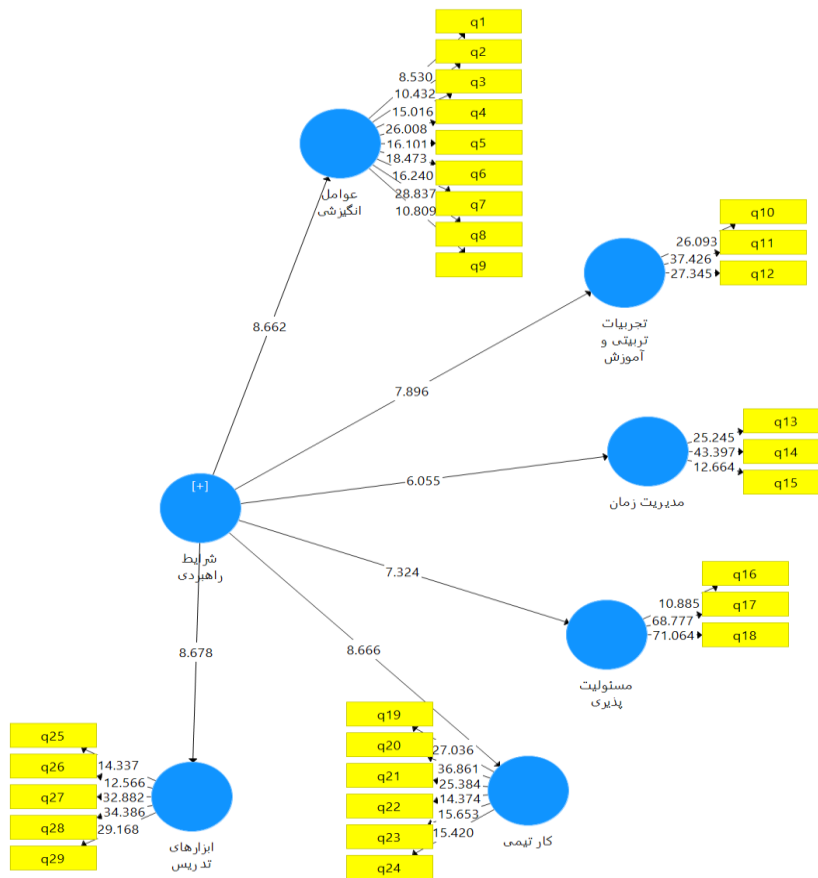 q1
q2
q3
q4
q5
q6
q7
q8
q9
8.530
10.432
15.016
26.008
16.101
18.473
16.240
28.837
10.809
عوامل
انگیزشی
q10
q11
q12
26.093
37.426
27.345
تجربیات
تربیتی و
آموزش
8.662
7.896
q13
q14
q15
25.245
43.397
12.664
مدیریت زمان
6.055
[+]
شرایط
راهبردی
7.324
q16
q17
q18
10.885
68.777
71.064
مسئولیت
پذیری
8.678
8.666
q19
q20
q21
q22
q23
q24
27.036
36.861
25.384
14.374
15.653
15.420
کار تیمی
q25
q26
q27
q28
q29
14.337
12.566
32.882
34.386
29.168
ابزارهای
تدریس